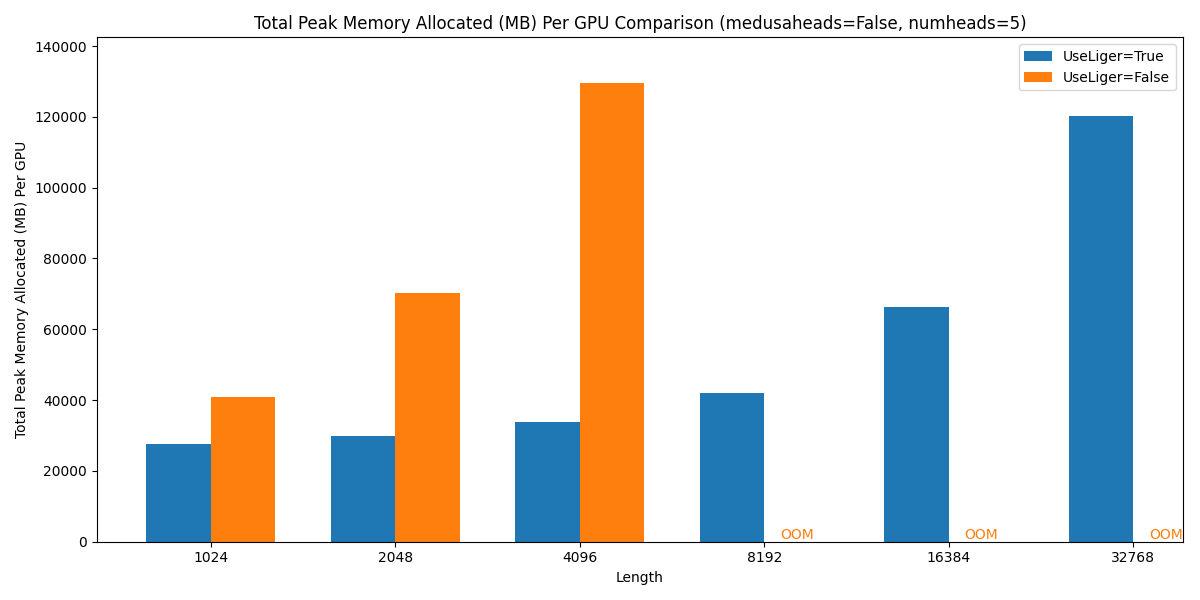 Total Peak Memory Allocated (MB) Per GPU Comparison (medusaheads=False, numheads=5)
UseLiger=True
UseLiger=False
Total Peak Memory Allocated (MB) Per GPU
140000
120000
100000
80000
60000
40000
20000
0
OOM OOM OOM
1024 2048 4096 8192 16384 32768
Length